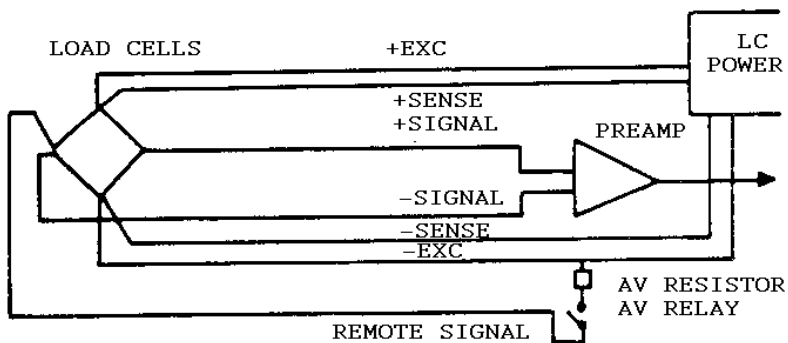 LOAD CELLS
+EXC
LC
POWER
+SENSE
+SIGNAL
PREAMP
−SIGNAL
−SENSE
−EXC
AV RESISTOR
AV RELAY
REMOTE SIGNAL